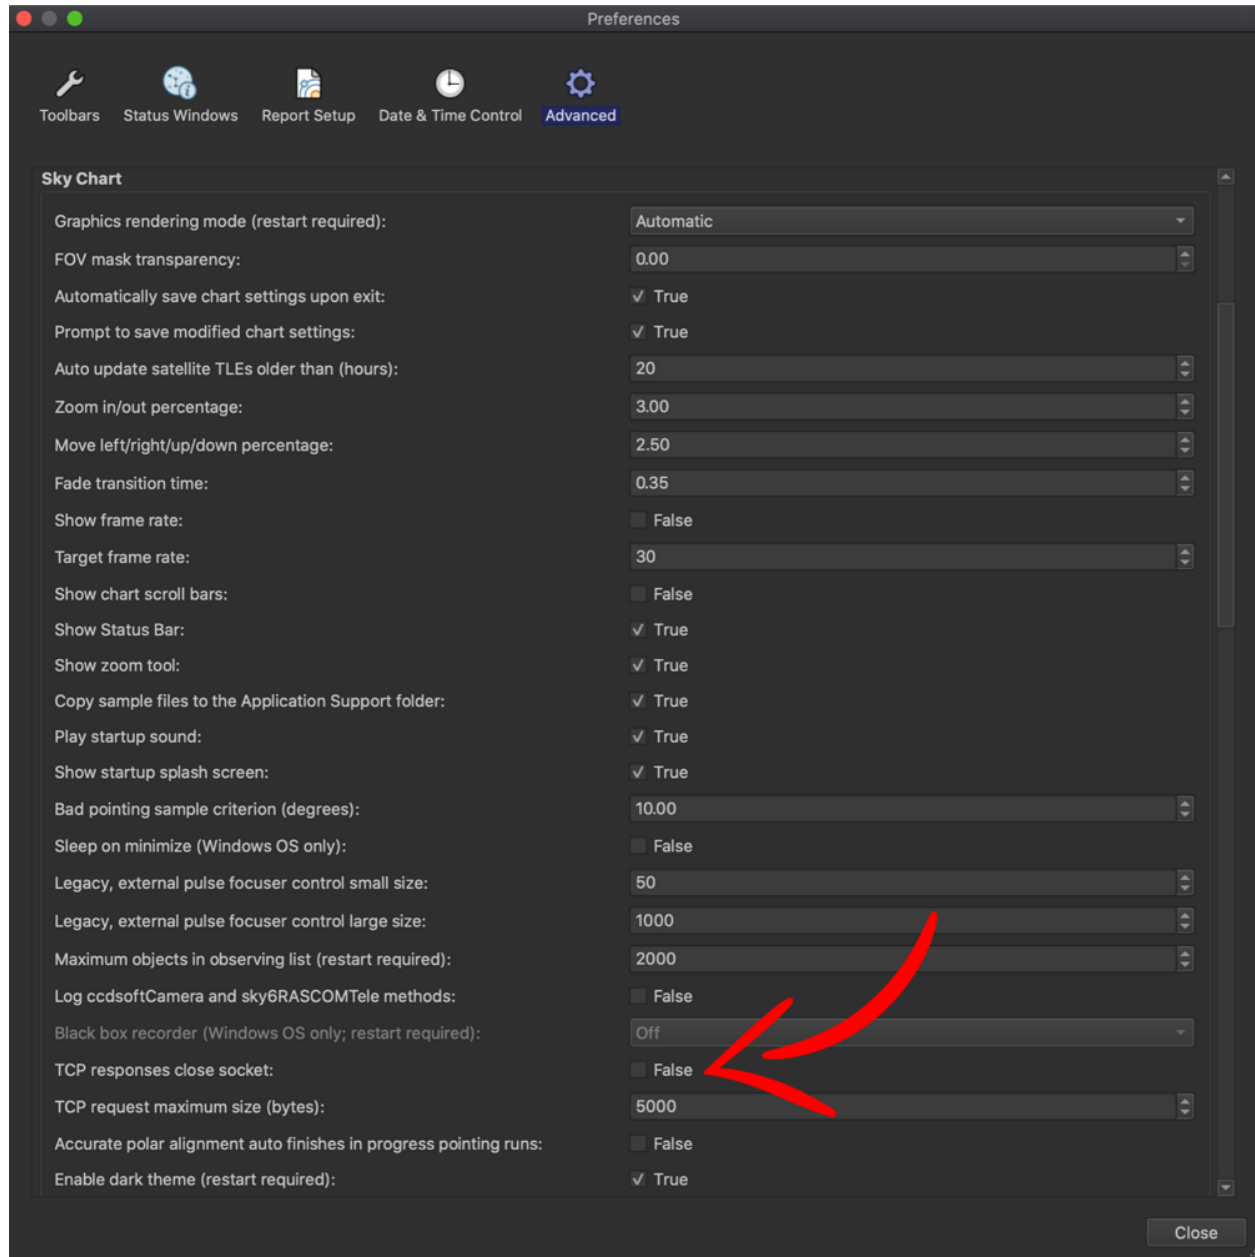 Preferences
Toolbars Status Windows Report Setup Date & Time Control Advanced
Sky Chart
Graphics rendering mode (restart required): Automatic
FOV mask transparency: 0.00
Automatically save chart settings upon exit: True
Prompt to save modified chart settings: True
Auto update satellite TLEs older than (hours): 20
Zoom in/out percentage: 3.00
Move left/right/up/down percentage: 2.50
Fade transition time: 0.35
Show frame rate: False
Target frame rate: 30
Show chart scroll bars: False
Show Status Bar: True
Show zoom tool: True
Copy sample files to the Application Support folder: True
Play startup sound: True
Show startup splash screen: True
Bad pointing sample criterion (degrees): 10.00
Sleep on minimize (Windows OS only): False
Legacy, external pulse focuser control small size: 50
Legacy, external pulse focuser control large size: 1000
Maximum objects in observing list (restart required): 2000
Log ccdsoftCamera and sky6RASCOMTele methods: False
Black box recorder (Windows OS only; restart required): Off
TCP responses close socket: False
TCP request maximum size (bytes): 5000
Accurate polar alignment auto finishes in progress pointing runs: False
Enable dark theme (restart required): True
Close